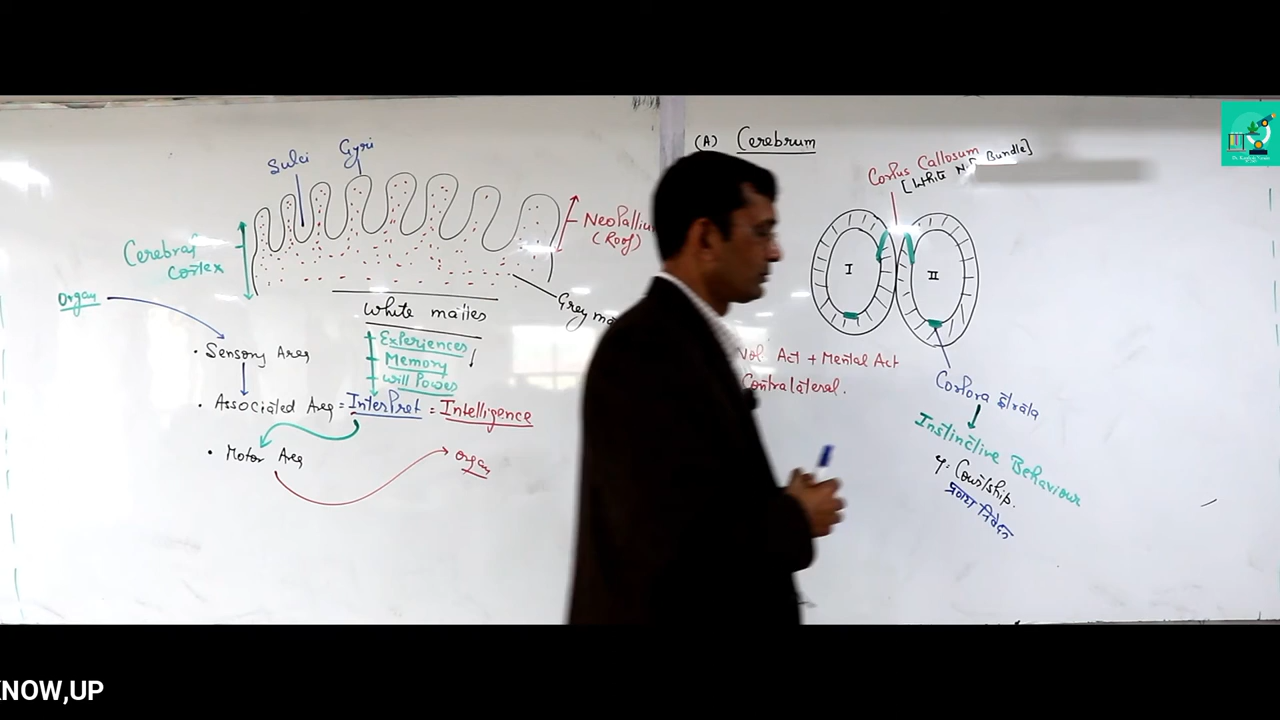 (A) Cerebrum
Sulci
Gyri
Cerebral
Cortex
NeoPalliu
(Roof)
Grey ma
White matter
Organ
Experiences
Memory
Will Power
• Sensory Area
• Associated Area = InterPret = Intelligence
• Motor Area
organ
Corpus Callosum
[White N.F Bundle]
I
II
Vol. Act + Mental Act
Contralateral.
Corpora Striata
Instinctive Behaviour
Courtship.
प्रणय निवेदन
KNOW,UP